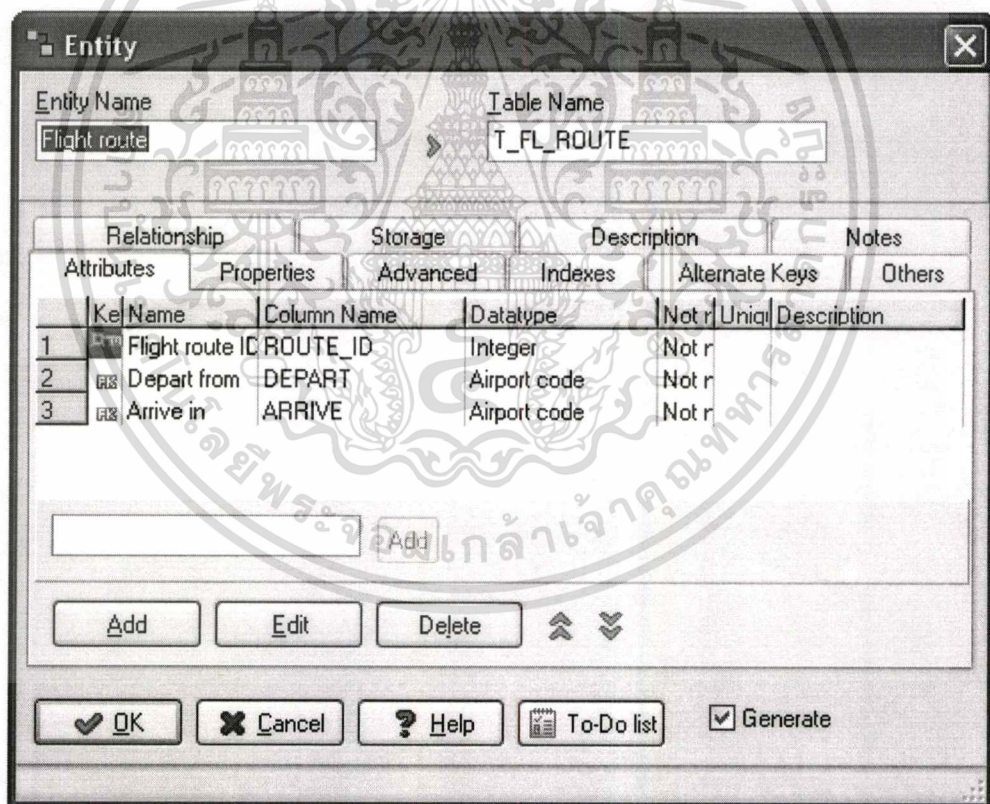 Entity
Entity Name
Table Name
Flight route
T_FL_ROUTE
Relationship Storage Description Notes
Attributes Properties Advanced Indexes Alternate Keys Others
Ke Name Column Name Datatype Not r Uniqu Description
1 Flight route ID ROUTE_ID Integer Not r
2 Depart from DEPART Airport code Not r
3 Arrive in ARRIVE Airport code Not r
Add
Add Edit Delete
OK Cancel Help To-Do list Generate